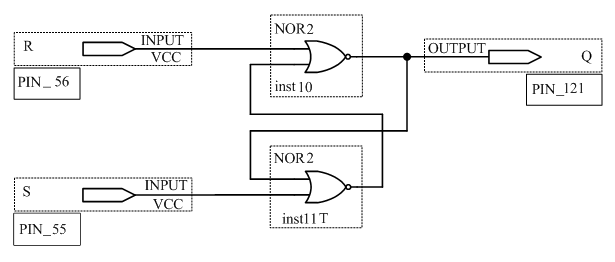 NOR2
R
INPUT
VCC
PIN_ 56
inst10
OUTPUT
Q
PIN_121
NOR2
S
INPUT
VCC
PIN_55
inst11T